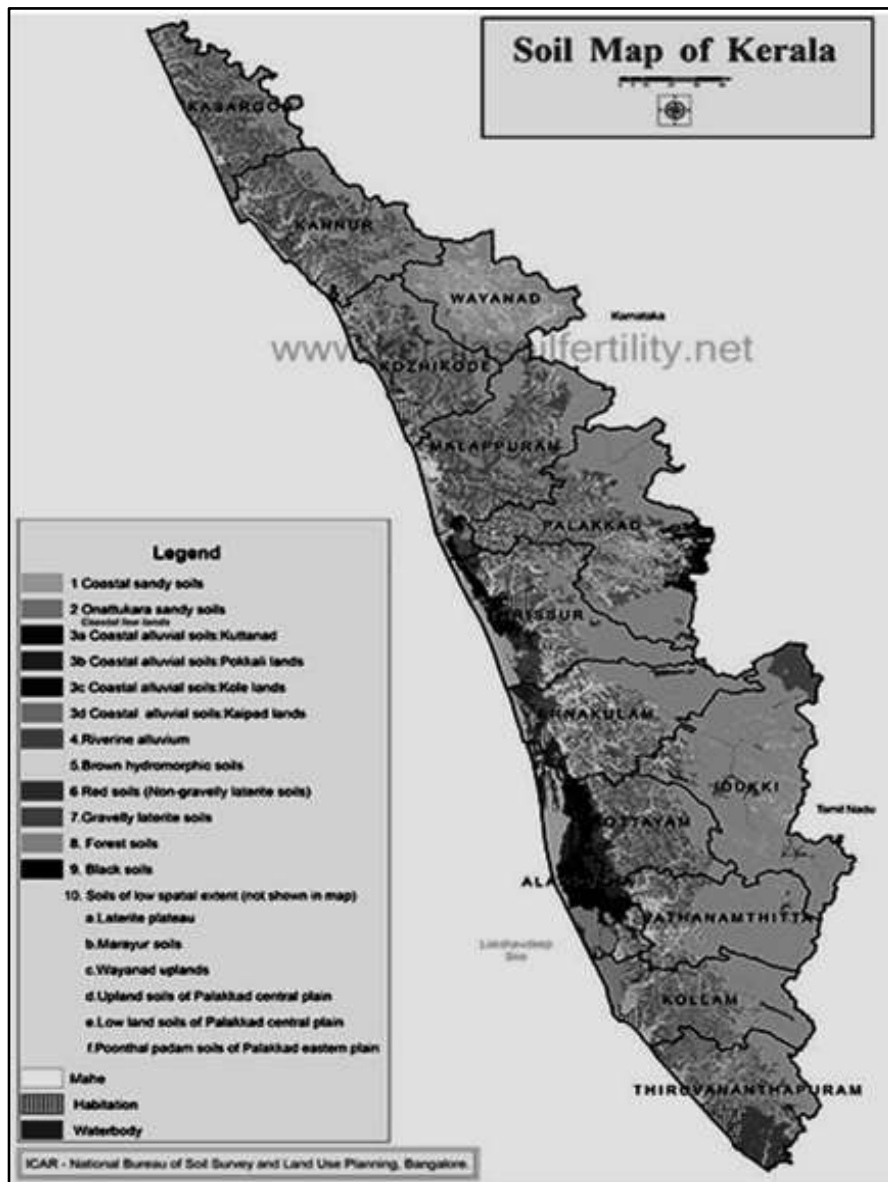 Soil Map of Kerala
KASARGOD
KANNUR
WAYANAD
Karnataka
KOZHIKODE
MALAPPURAM
PALAKKAD
RISSUR
RNAKULAM
IDUKKI
Tamil Nadu
OTTAYAM
ALA
PATHANAMTHITTA
Lakshadeep
Sea
KOLLAM
THIRUVANANTHAPURAM
Legend
1 Coastal sandy soils
2 Onattukara sandy soils
Coastal low lands
3a Coastal alluvial soils:Kuttanad
3b Coastal alluvial soils:Pokkali lands
3c Coastal alluvial soils:Kole lands
3d Coastal alluvial soils:Kaipad lands
4.Riverine alluvium
5.Brown hydromorphic soils
6 Red soils (Non-gravelly laterite soils)
7.Gravelly laterite soils
8. Forest soils
9. Black soils
10. Soils of low spatial extent (not shown in map)
a.Laterite plateau
b.Marayur soils
c.Wayanad uplands
d.Upland soils of Palakkad central plain
e.Low land soils of Palakkad central plain
f.Poonthal padam soils of Palakkad eastern plain
Mahe
Habitation
Waterbody
ICAR - National Bureau of Soil Survey and Land Use Planning, Bangalore.